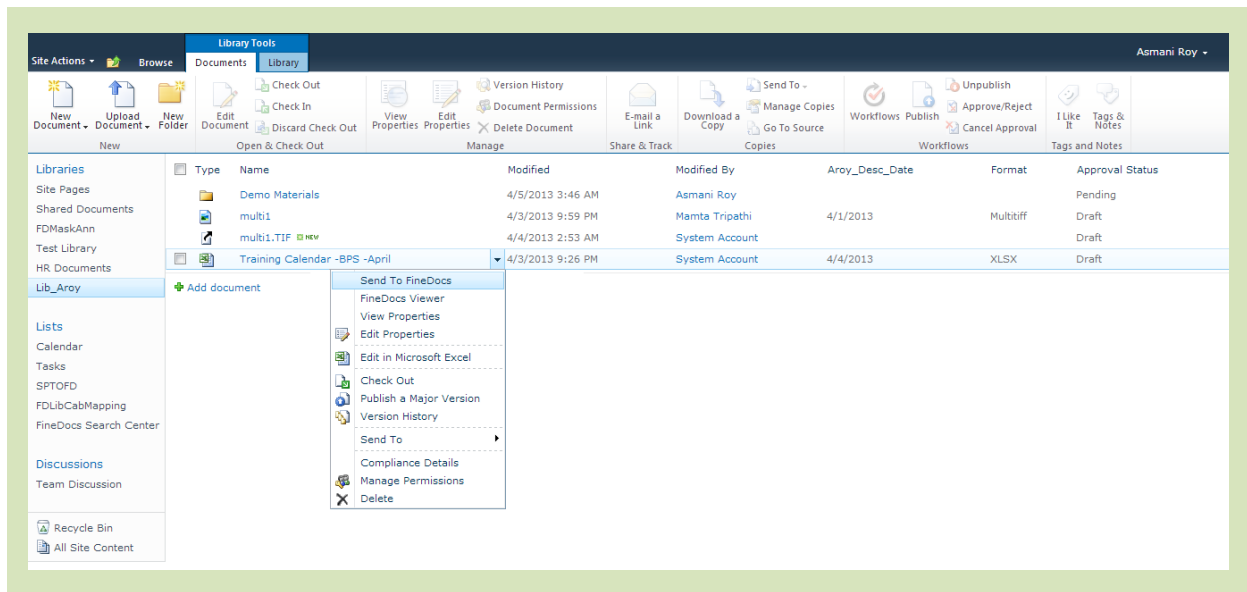 Library Tools
Asmani Roy
Site Actions Browse Documents Library
New Document Upload Document New Folder
New
Edit Document Check Out
Check In
Discard Check Out
Open & Check Out
View Properties Edit Properties Version History
Document Permissions
Delete Document
Manage
E-mail a Link
Share & Track
Download a Copy Send To
Manage Copies
Go To Source
Copies
Workflows Publish Unpublish
Approve/Reject
Cancel Approval
Workflows
I Like It Tags & Notes
Tags and Notes
Libraries
Site Pages
Shared Documents
FDMaskAnn
Test Library
HR Documents
Lib_Aroy
Lists
Calendar
Tasks
SPTOFD
FDLibCabMapping
FineDocs Search Center
Discussions
Team Discussion
Recycle Bin
All Site Content
Type Name Modified Modified By Aroy_Desc_Date Format Approval Status
Demo Materials 4/5/2013 3:46 AM Asmani Roy Pending
multi1 4/3/2013 9:59 PM Mamta Tripathi 4/1/2013 Multitiff Draft
multi1.TIF NEW 4/4/2013 2:53 AM System Account Draft
Training Calendar -BPS -April 4/3/2013 9:26 PM System Account 4/4/2013 XLSX Draft
Add document
Send To FineDocs
FineDocs Viewer
View Properties
Edit Properties
Edit in Microsoft Excel
Check Out
Publish a Major Version
Version History
Send To
Compliance Details
Manage Permissions
Delete